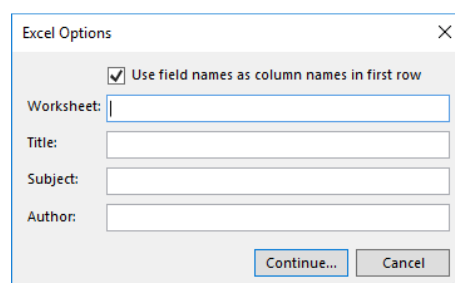 Excel Options
Use field names as column names in first row
Worksheet:
Title:
Subject:
Author:
Continue... Cancel